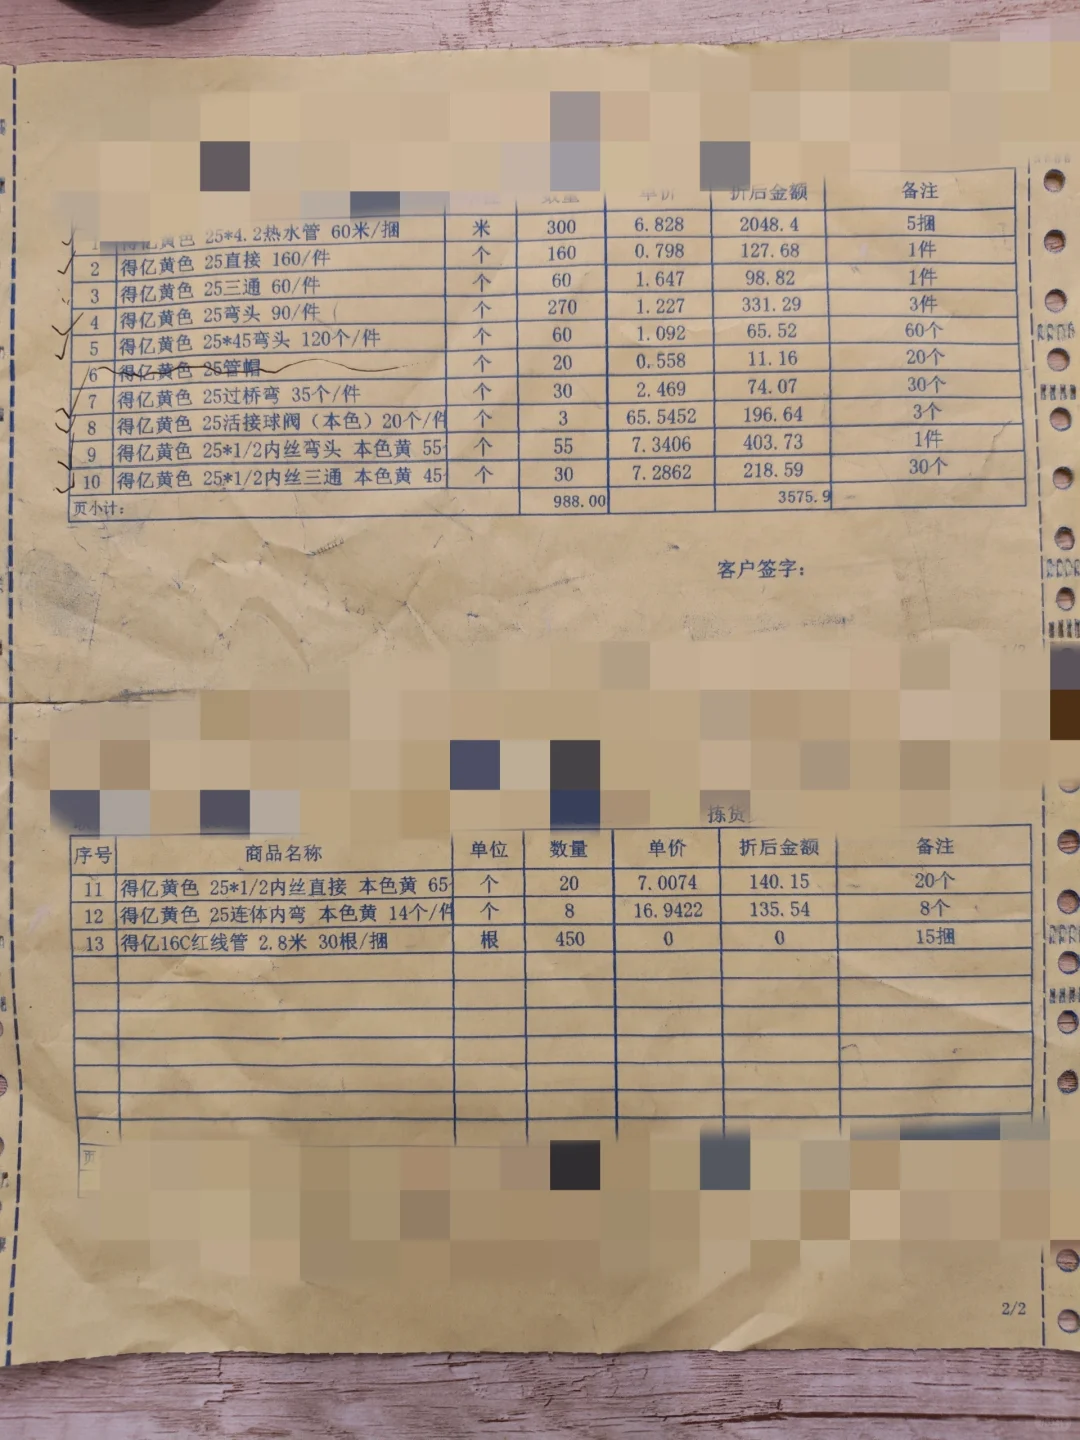 数量 单价 折后金额 备注
1 得亿黄色 25*4.2热水管 60米/捆 米 300 6.828 2048.4 5捆
2 得亿黄色 25直接 160/件 个 160 0.798 127.68 1件
3 得亿黄色 25三通 60/件 个 60 1.647 98.82 1件
4 得亿黄色 25弯头 90/件 个 270 1.227 331.29 3件
5 得亿黄色 25*45弯头 120个/件 个 60 1.092 65.52 60个
6 得亿黄色 25管帽 个 20 0.558 11.16 20个
7 得亿黄色 25过桥弯 35个/件 个 30 2.469 74.07 30个
8 得亿黄色 25活接球阀（本色）20个/件 个 3 65.5452 196.64 3个
9 得亿黄色 25*1/2内丝弯头 本色黄 55 个 55 7.3406 403.73 1件
10 得亿黄色 25*1/2内丝三通 本色黄 45 个 30 7.2862 218.59 30个
页小计： 988.00 3575.9
客户签字：
拣货
序号 商品名称 单位 数量 单价 折后金额 备注
11 得亿黄色 25*1/2内丝直接 本色黄 65 个 20 7.0074 140.15 20个
12 得亿黄色 25连体内弯 本色黄 14个/件 个 8 16.9422 135.54 8个
13 得亿16C红线管 2.8米 30根/捆 根 450 0 0 15捆
页
2/2